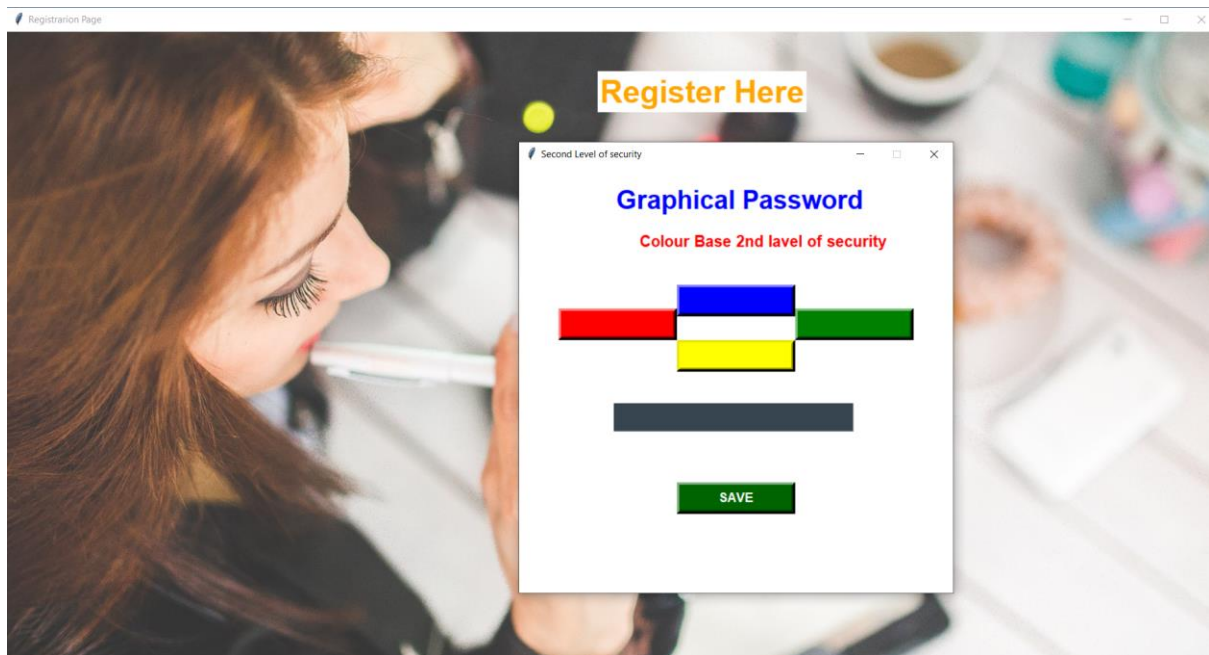 Registrarion Page
Register Here
Second Level of security
Graphical Password
Colour Base 2nd lavel of security
SAVE